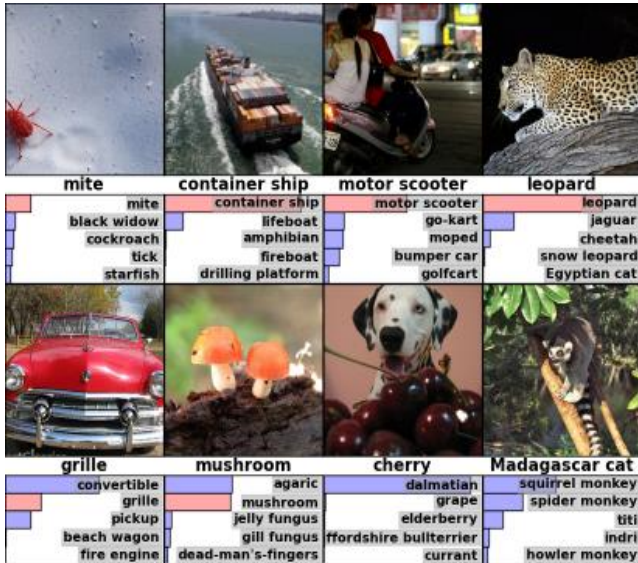 mite
container ship
motor scooter
leopard
mite
black widow
cockroach
tick
starfish
container ship
lifeboat
amphibian
fireboat
drilling platform
motor scooter
go-kart
moped
bumper car
golfcart
leopard
jaguar
cheetah
snow leopard
Egyptian cat
grille
mushroom
cherry
Madagascar cat
convertible
grille
pickup
beach wagon
fire engine
agaric
mushroom
jelly fungus
gill fungus
dead-man's-fingers
dalmatian
grape
elderberry
ffordshire bullterrier
currant
squirrel monkey
spider monkey
titi
indri
howler monkey